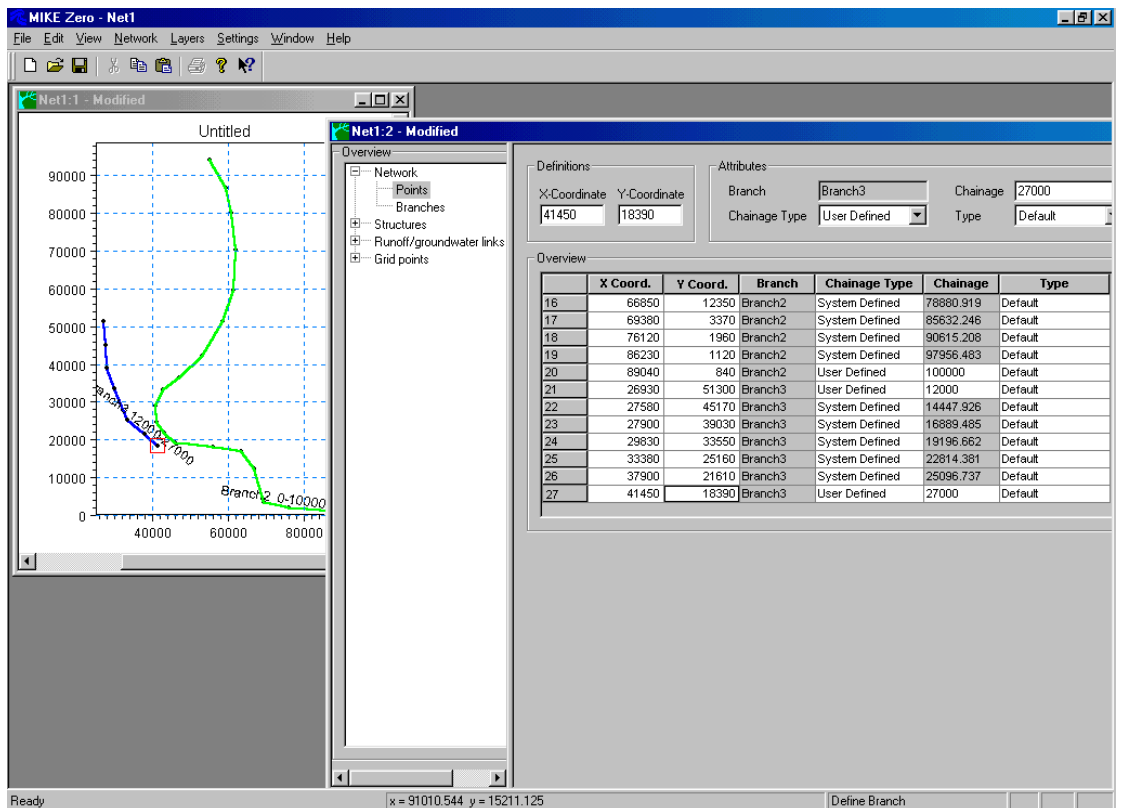 MIKE Zero - Net1
File Edit View Network Layers Settings Window Help
Net1:1 - Modified
Untitled
90000
80000
70000
60000
50000
40000
30000
20000
10000
0
40000 60000 80000
12000
7000
Branch2 0-10000
Net1:2 - Modified
Overview
Network
Points
Branches
Structures
Runoff/groundwater links
Grid points
Definitions
X-Coordinate Y-Coordinate
41450 18390
Attributes
Branch Branch3 Chainage 27000
Chainage Type User Defined Type Default
Overview
X Coord. Y Coord. Branch Chainage Type Chainage Type
16 66850 12350 Branch2 System Defined 78880.919 Default
17 69380 3370 Branch2 System Defined 85632.246 Default
18 76120 1960 Branch2 System Defined 90615.208 Default
19 86230 1120 Branch2 System Defined 97956.483 Default
20 89040 840 Branch2 User Defined 100000 Default
21 26930 51300 Branch3 User Defined 12000 Default
22 27580 45170 Branch3 System Defined 14447.926 Default
23 27900 39030 Branch3 System Defined 16889.485 Default
24 29830 33550 Branch3 System Defined 19196.662 Default
25 33380 25160 Branch3 System Defined 22814.381 Default
26 37900 21610 Branch3 System Defined 25096.737 Default
27 41450 18390 Branch3 User Defined 27000 Default
Ready
x = 91010.544 y = 15211.125
Define Branch